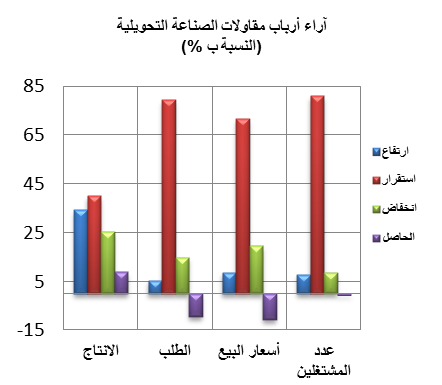 آراء أرباب مقاولات الصناعة التحويلية
(النسبة ب %)
85
65
45
25
5
-15
ارتفاع
استقرار
انخفاض
الحاصل
الانتاج
الطلب
أسعار البيع
عدد
المشتغلين